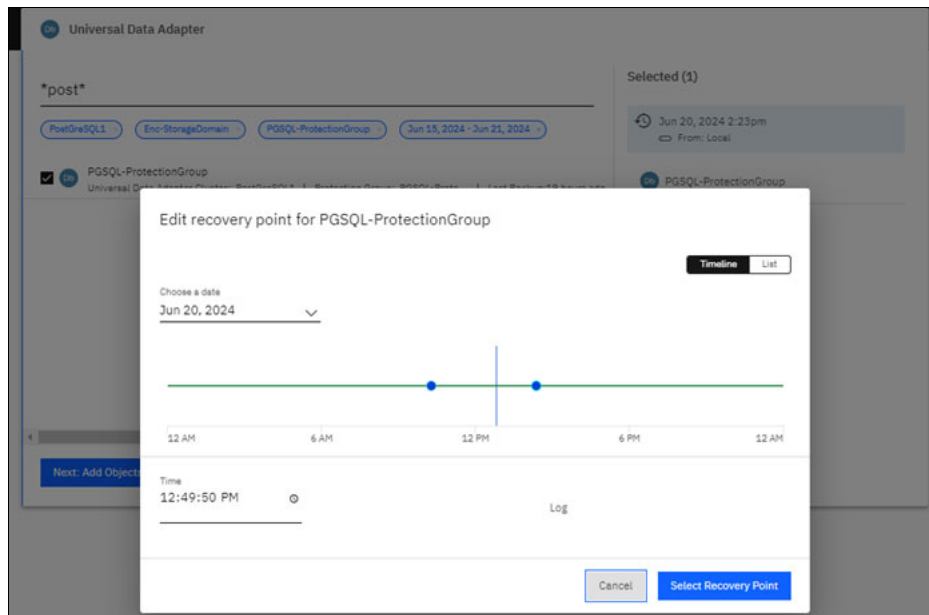 Db Universal Data Adapter
*post*
Selected (1)
PostGreSQL1
Enc-StorageDomain
PGSQL-ProtectionGroup
Jun 15, 2024 - Jun 21, 2024
Jun 20, 2024 2:23pm
From: Local
Db PGSQL-ProtectionGroup
Universal Data Adapter Cluster: PostGreSQL1 | Protection Group: PGSQL-Prote... | Last Backup 19 hours ago
Db PGSQL-ProtectionGroup
Next: Add Objects
Edit recovery point for PGSQL-ProtectionGroup
Timeline List
Choose a date
Jun 20, 2024
12 AM 6 AM 12 PM 6 PM 12 AM
Time
12:49:50 PM
Log
Cancel Select Recovery Point